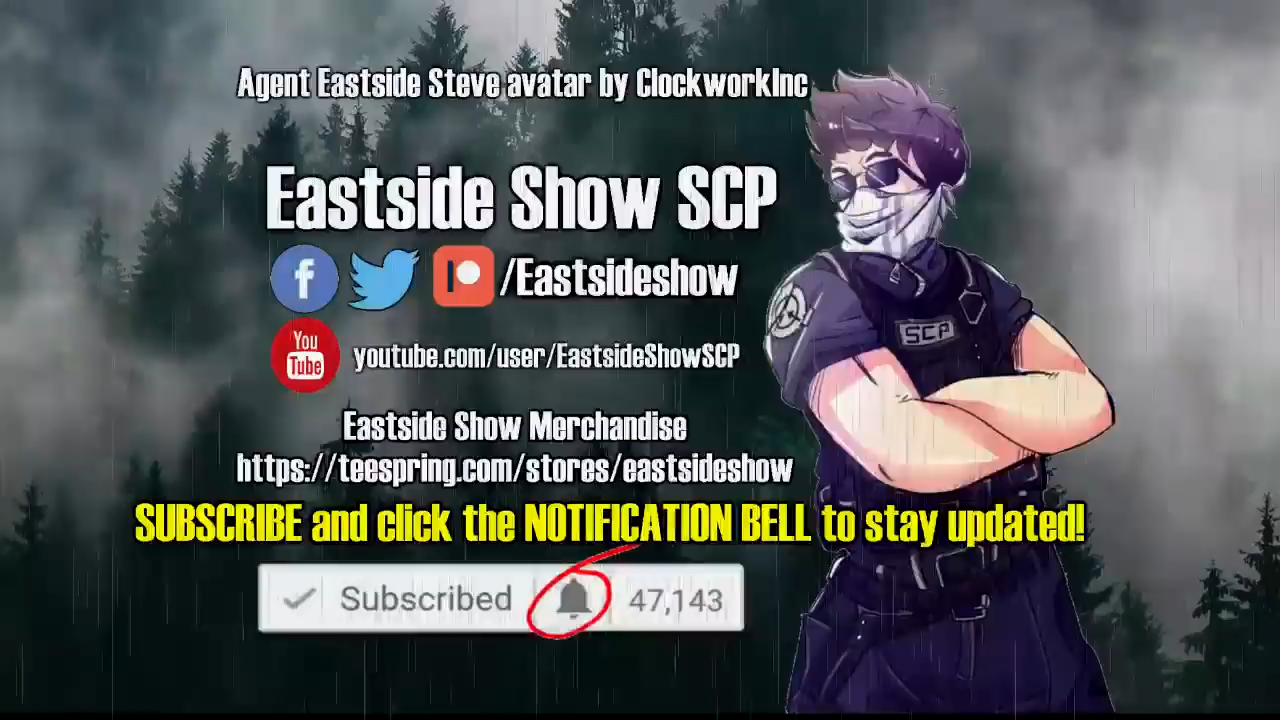 Agent Eastside Steve avatar by ClockworkInc
Eastside Show SCP
f /Eastsideshow
You
Tube
youtube.com/user/EastsideShowSCP
SCP
Eastside Show Merchandise
https://teespring.com/stores/eastsideshow
SUBSCRIBE and click the NOTIFICATION BELL to stay updated!
Subscribed 47,143